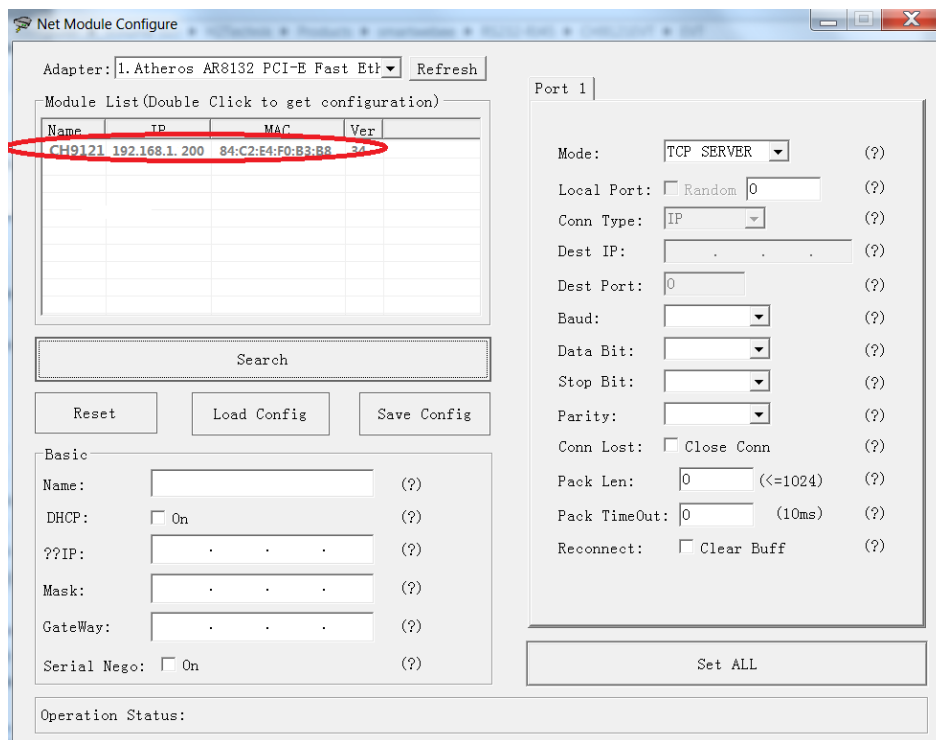 Net Module Configure
Adapter: 1. Atheros AR8132 PCI-E Fast Eth Refresh
Module List(Double Click to get configuration)
Name IP MAC Ver
CH9121 192.168.1. 200 84:C2:E4:F0:B3:B8 34
Search
Reset Load Config Save Config
Basic
Name: (?)
DHCP: On (?)
??IP: . . . (?)
Mask: . . . (?)
GateWay: . . . (?)
Serial Nego: On (?)
Port 1
Mode: TCP SERVER (?)
Local Port: Random 0 (?)
Conn Type: IP (?)
Dest IP: . . . (?)
Dest Port: 0 (?)
Baud: (?)
Data Bit: (?)
Stop Bit: (?)
Parity: (?)
Conn Lost: Close Conn (?)
Pack Len: 0 (<=1024) (?)
Pack TimeOut: 0 (10ms) (?)
Reconnect: Clear Buff (?)
Set ALL
Operation Status: